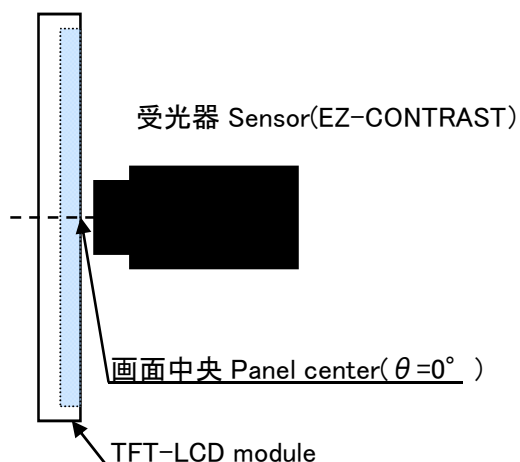 受光器 Sensor(EZ-CONTRAST)
画面中央 Panel center(θ=0° )
TFT-LCD module